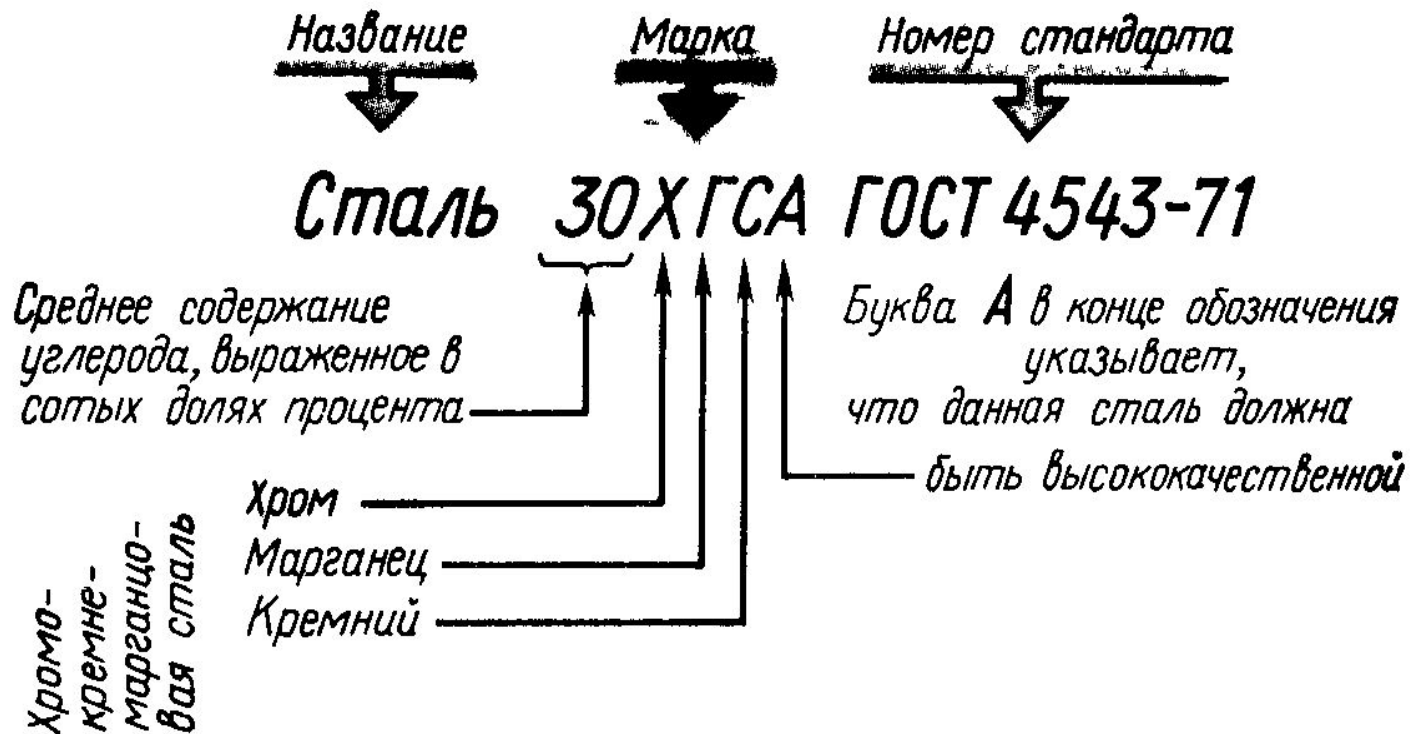 Название Марка Номер стандарта
Сталь 30ХГСА ГОСТ 4543-71
Среднее содержание
углерода, выраженное в
сотых долях процента
Буква А в конце обозначения
указывает,
что данная сталь должна
быть высококачественной
Хром
Марганец
Кремний
Хромо-
кремне-
марганцо-
вая сталь